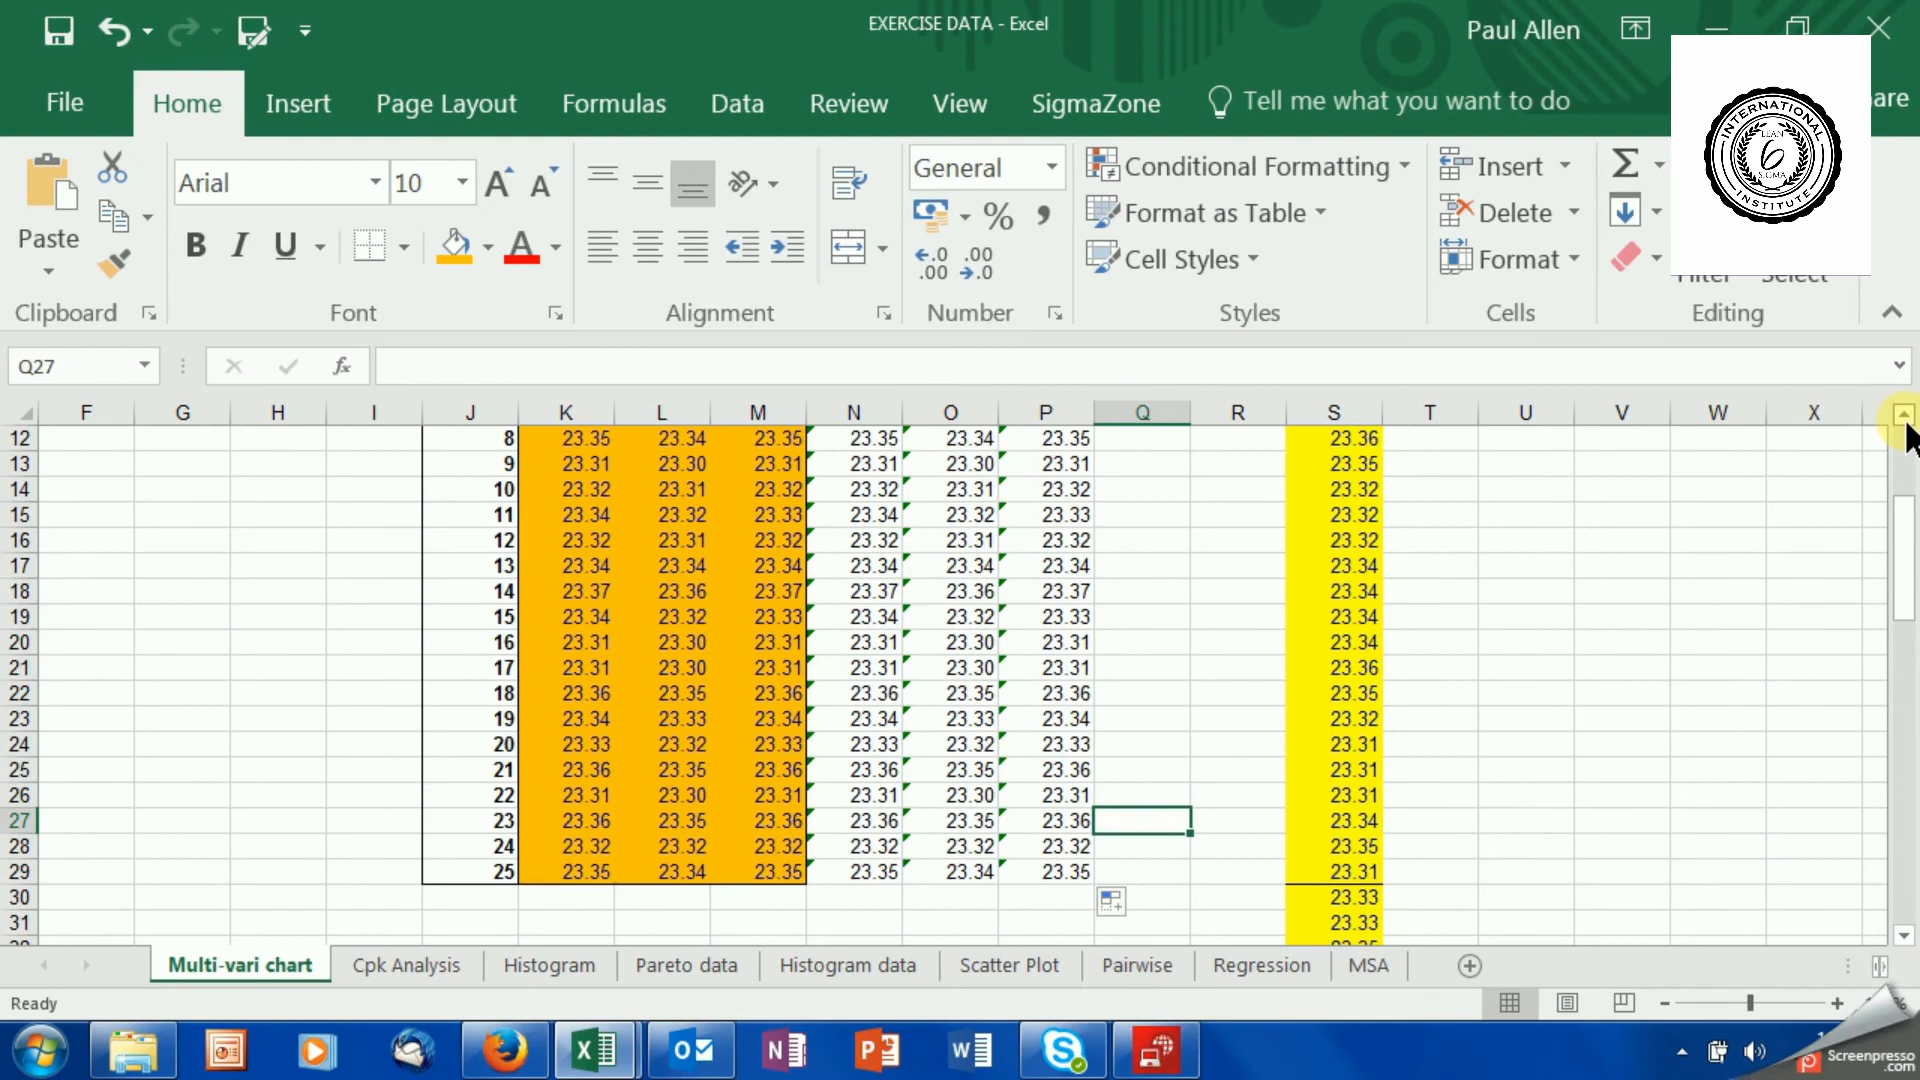 EXERCISE DATA - Excel
Paul Allen
File Home Insert Page Layout Formulas Data Review View SigmaZone Tell me what you want to do
INTERNATIONAL
LEAN
6
SIGMA
INSTITUTE
Paste
Arial 10
B I U A
General
% ,
Conditional Formatting
Format as Table
Cell Styles
Insert
Delete
Format
Clipboard Font Alignment Number Styles Cells Editing
Q27 fx
F G H I J K L M N O P Q R S T U V W X
12 8 23.35 23.34 23.35 23.35 23.34 23.35 23.36
13 9 23.31 23.30 23.31 23.31 23.30 23.31 23.35
14 10 23.32 23.31 23.32 23.32 23.31 23.32 23.32
15 11 23.34 23.32 23.33 23.34 23.32 23.33 23.32
16 12 23.32 23.31 23.32 23.32 23.31 23.32 23.32
17 13 23.34 23.34 23.34 23.34 23.34 23.34 23.34
18 14 23.37 23.36 23.37 23.37 23.36 23.37 23.34
19 15 23.34 23.32 23.33 23.34 23.32 23.33 23.34
20 16 23.31 23.30 23.31 23.31 23.30 23.31 23.34
21 17 23.31 23.30 23.31 23.31 23.30 23.31 23.36
22 18 23.36 23.35 23.36 23.36 23.35 23.36 23.35
23 19 23.34 23.33 23.34 23.34 23.33 23.34 23.32
24 20 23.33 23.32 23.33 23.33 23.32 23.33 23.31
25 21 23.36 23.35 23.36 23.36 23.35 23.36 23.31
26 22 23.31 23.30 23.31 23.31 23.30 23.31 23.31
27 23 23.36 23.35 23.36 23.36 23.35 23.36 23.34
28 24 23.32 23.32 23.32 23.32 23.32 23.32 23.35
29 25 23.35 23.34 23.35 23.35 23.34 23.35 23.31
30 23.33
31 23.33
Multi-vari chart Cpk Analysis Histogram Pareto data Histogram data Scatter Plot Pairwise Regression MSA
Ready
Screenpresso
.com